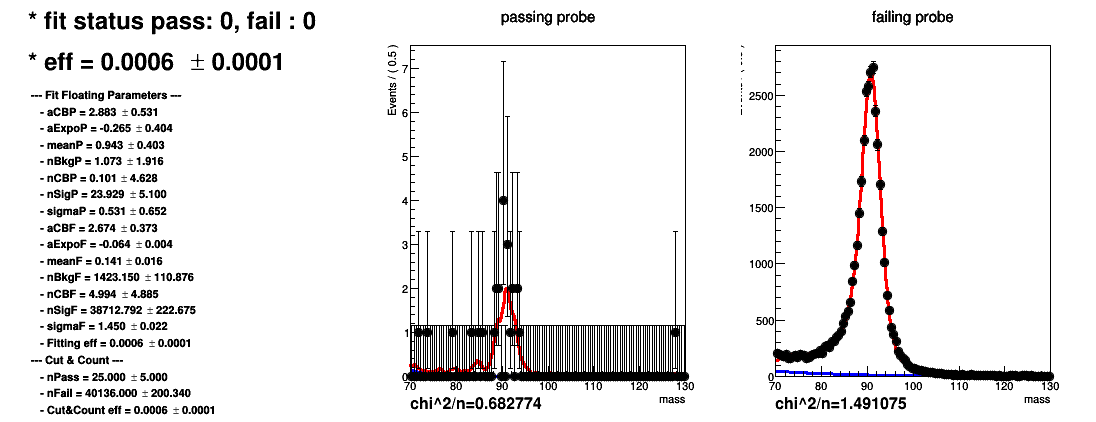 * fit status pass: 0, fail : 0
* eff = 0.0006 ± 0.0001
--- Fit Floating Parameters ---
- aCBP = 2.883 ± 0.531
- aExpoP = -0.265 ± 0.404
- meanP = 0.943 ± 0.403
- nBkgP = 1.073 ± 1.916
- nCBP = 0.101 ± 4.628
- nSigP = 23.929 ± 5.100
- sigmaP = 0.531 ± 0.652
- aCBF = 2.674 ± 0.373
- aExpoF = -0.064 ± 0.004
- meanF = 0.141 ± 0.016
- nBkgF = 1423.150 ± 110.876
- nCBF = 4.994 ± 4.885
- nSigF = 38712.792 ± 222.675
- sigmaF = 1.450 ± 0.022
- Fitting eff = 0.0006 ± 0.0001
--- Cut & Count ---
- nPass = 25.000 ± 5.000
- nFail = 40136.000 ± 200.340
- Cut&Count eff = 0.0006 ± 0.0001
passing probe
Events / ( 0.5 )
7
6
5
4
3
2
1
0
70 80 90 100 110 120 130
mass
chi^2/n=0.682774
failing probe
2500
2000
1500
1000
500
0
70 80 90 100 110 120 130
mass
chi^2/n=1.491075